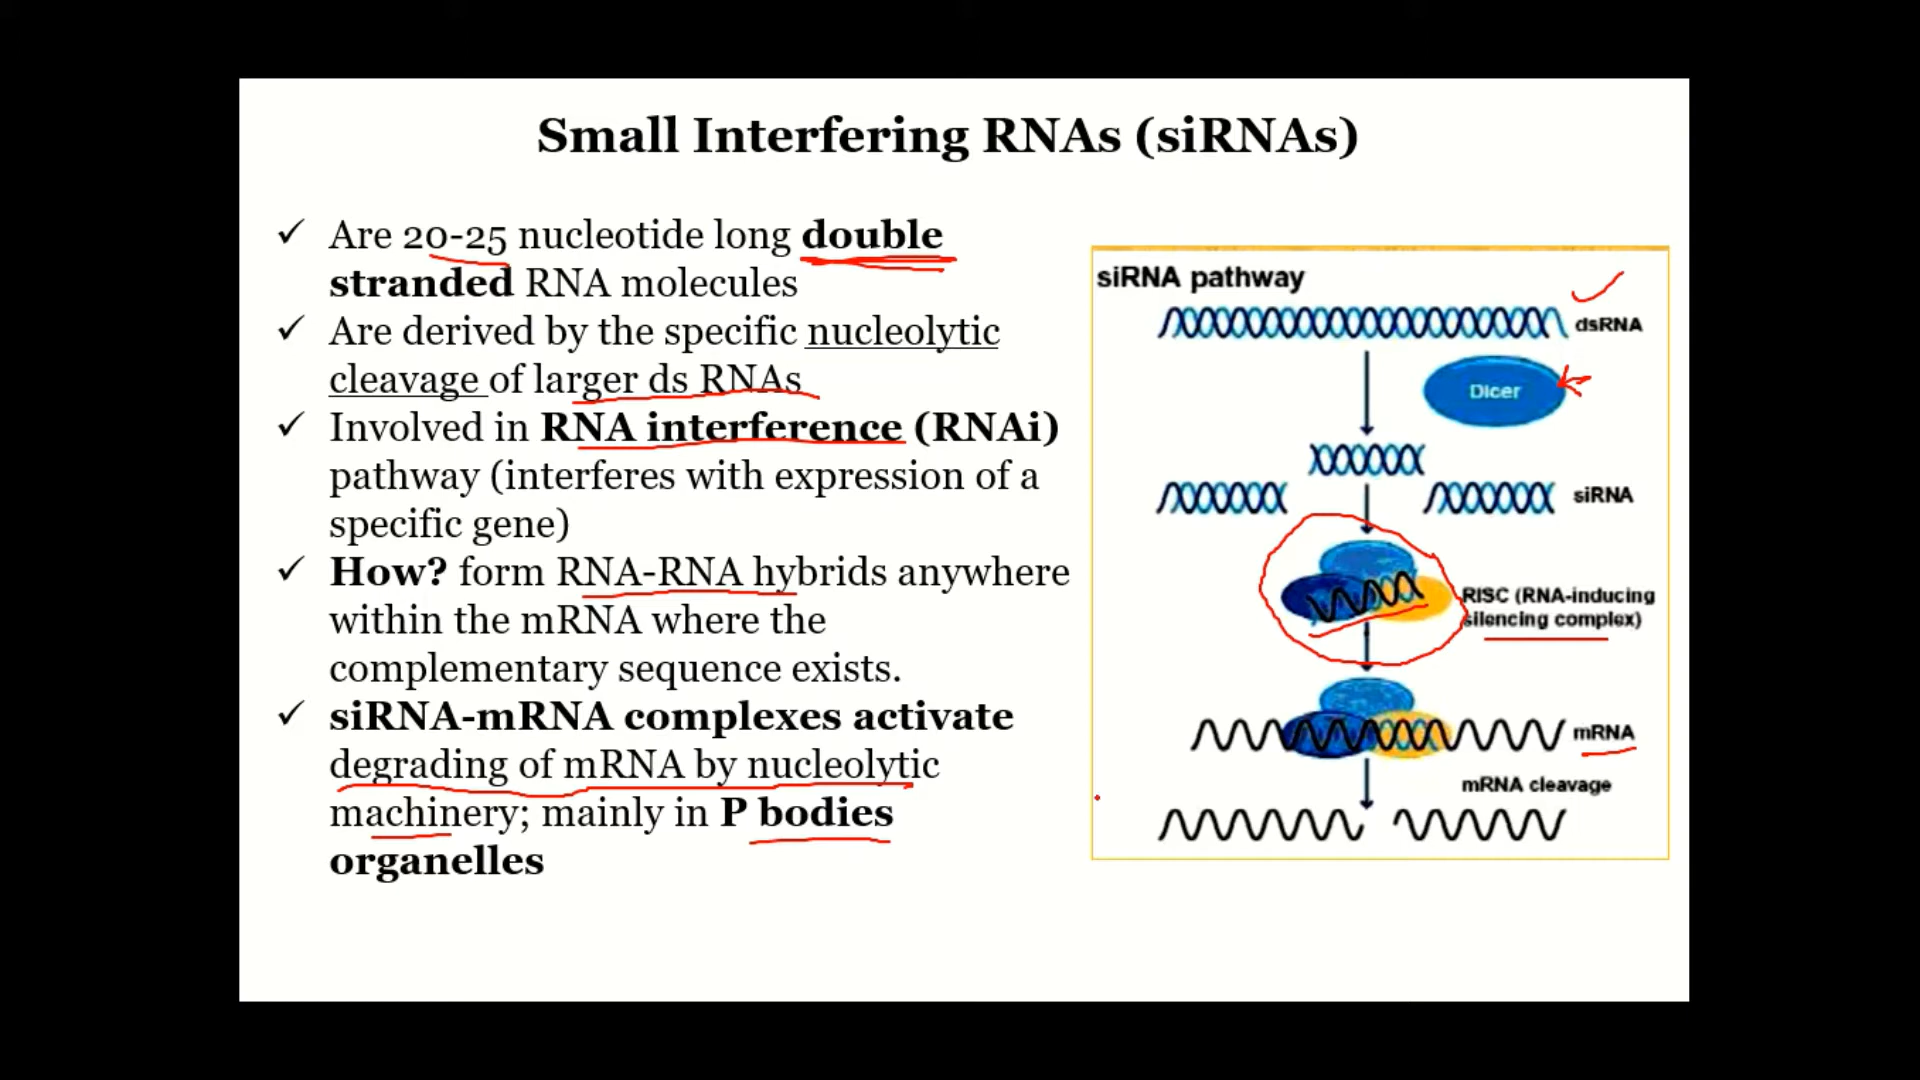 Small Interfering RNAs (siRNAs)
✓ Are 20-25 nucleotide long double
stranded RNA molecules
✓ Are derived by the specific nucleolytic
cleavage of larger ds RNAs
✓ Involved in RNA interference (RNAi)
pathway (interferes with expression of a
specific gene)
✓ How? form RNA-RNA hybrids anywhere
within the mRNA where the
complementary sequence exists.
✓ siRNA-mRNA complexes activate
degrading of mRNA by nucleolytic
machinery; mainly in P bodies
organelles
siRNA pathway
dsRNA
Dicer
siRNA
RISC (RNA-inducing
silencing complex)
mRNA
mRNA cleavage